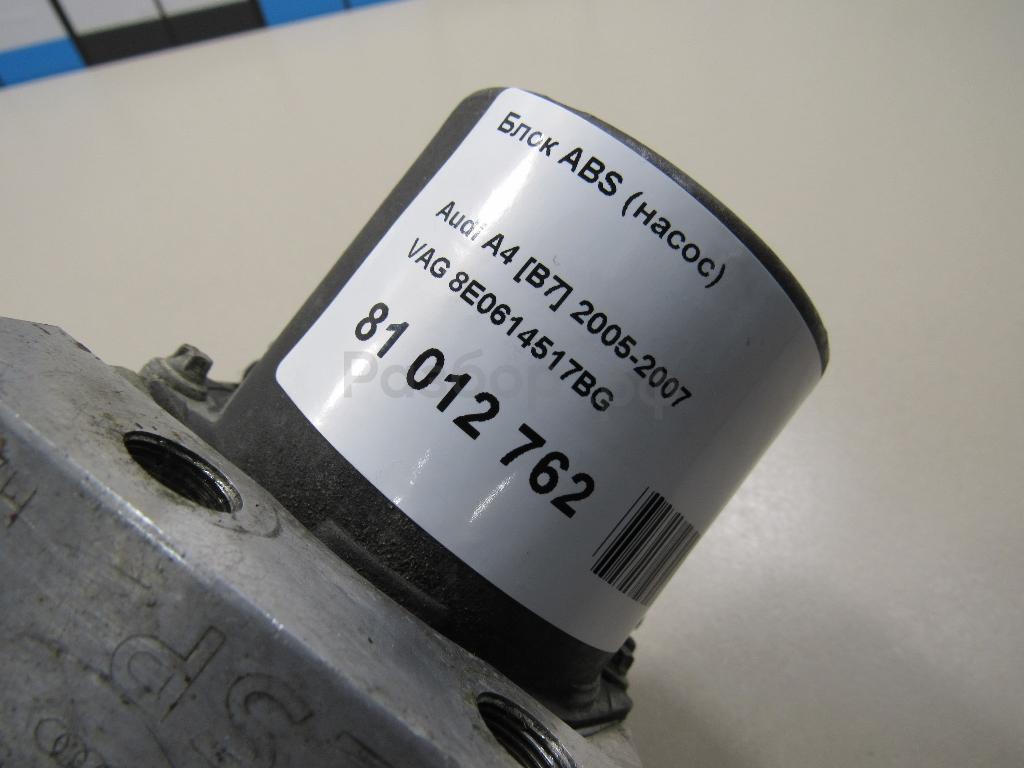 Блок ABS (насос)
Audi A4 [B7] 2005-2007
VAG 8E0614517BG
81 012 762